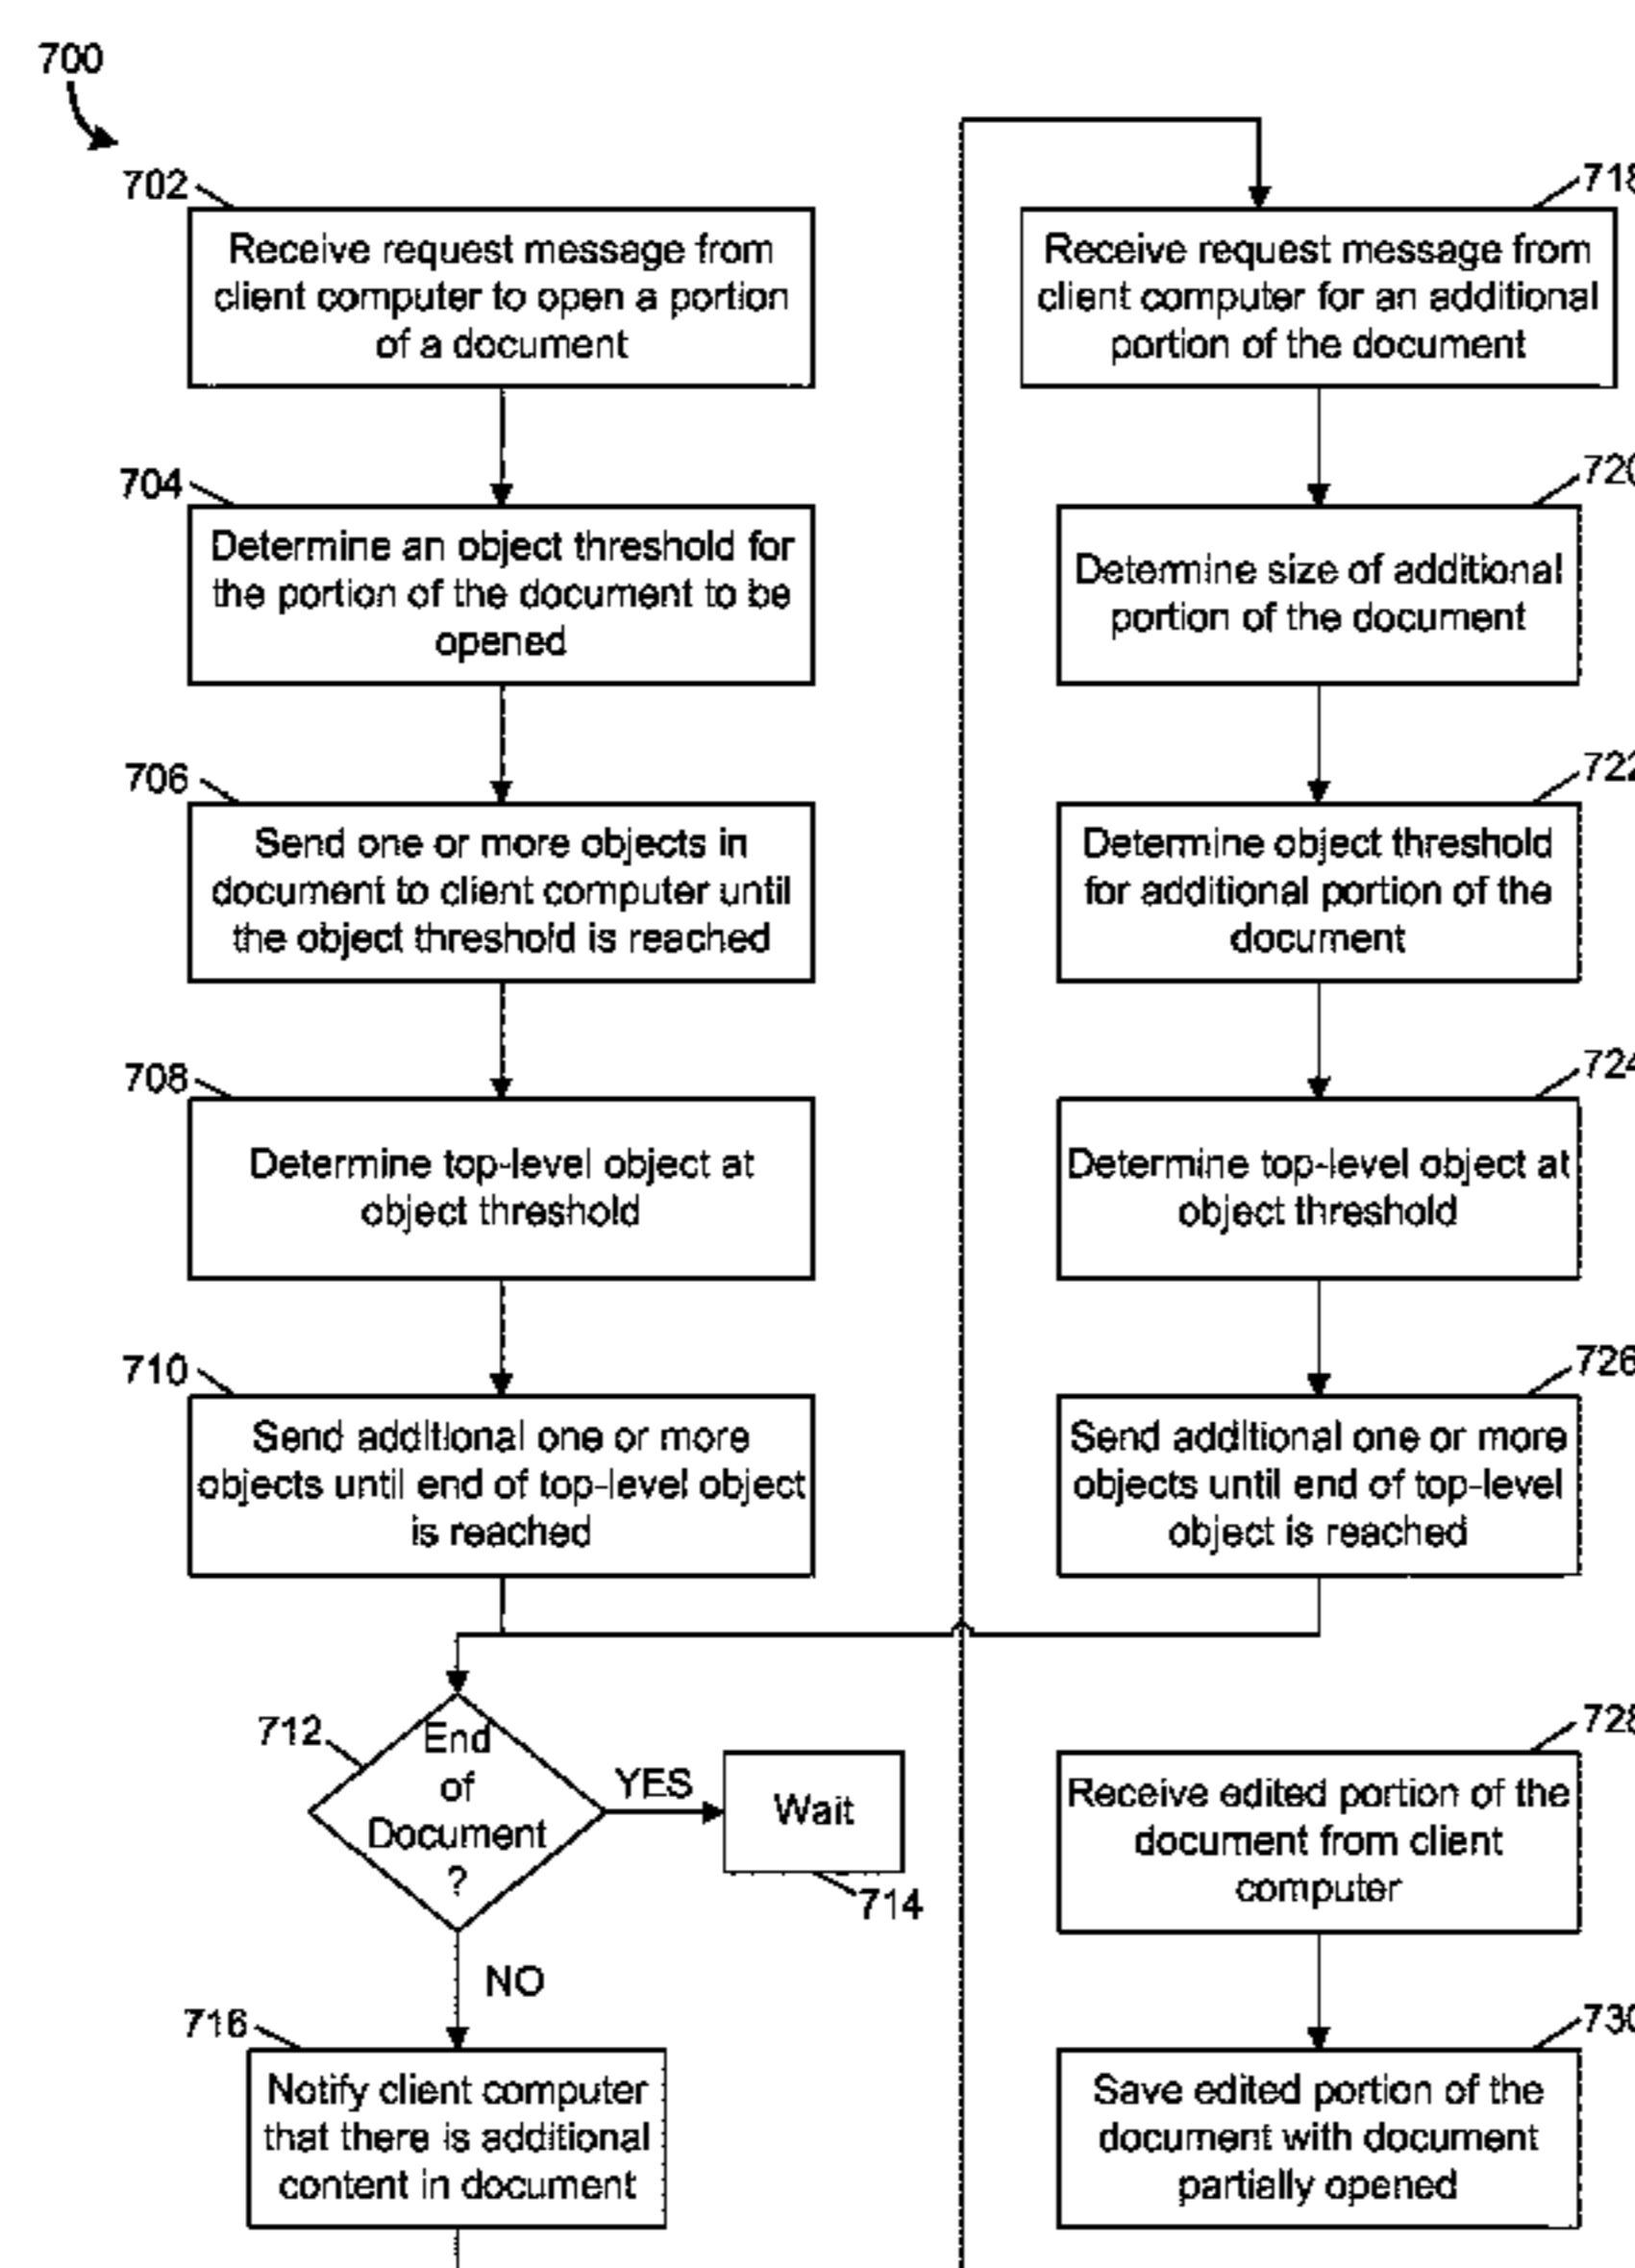 700
702
Receive request message from
client computer to open a portion
of a document
704
Determine an object threshold for
the portion of the document to be
opened
706
Send one or more objects in
document to client computer until
the object threshold is reached
708
Determine top-level object at
object threshold
710
Send additional one or more
objects until end of top-level object
is reached
712
End
of
Document
?
YES
Wait
714
NO
716
Notify client computer
that there is additional
content in document
718
Receive request message from
client computer for an additional
portion of the document
720
Determine size of additional
portion of the document
722
Determine object threshold
for additional portion of the
document
724
Determine top-level object at
object threshold
726
Send additional one or more
objects until end of top-level
object is reached
728
Receive edited portion of the
document from client
computer
730
Save edited portion of the
document with document
partially opened